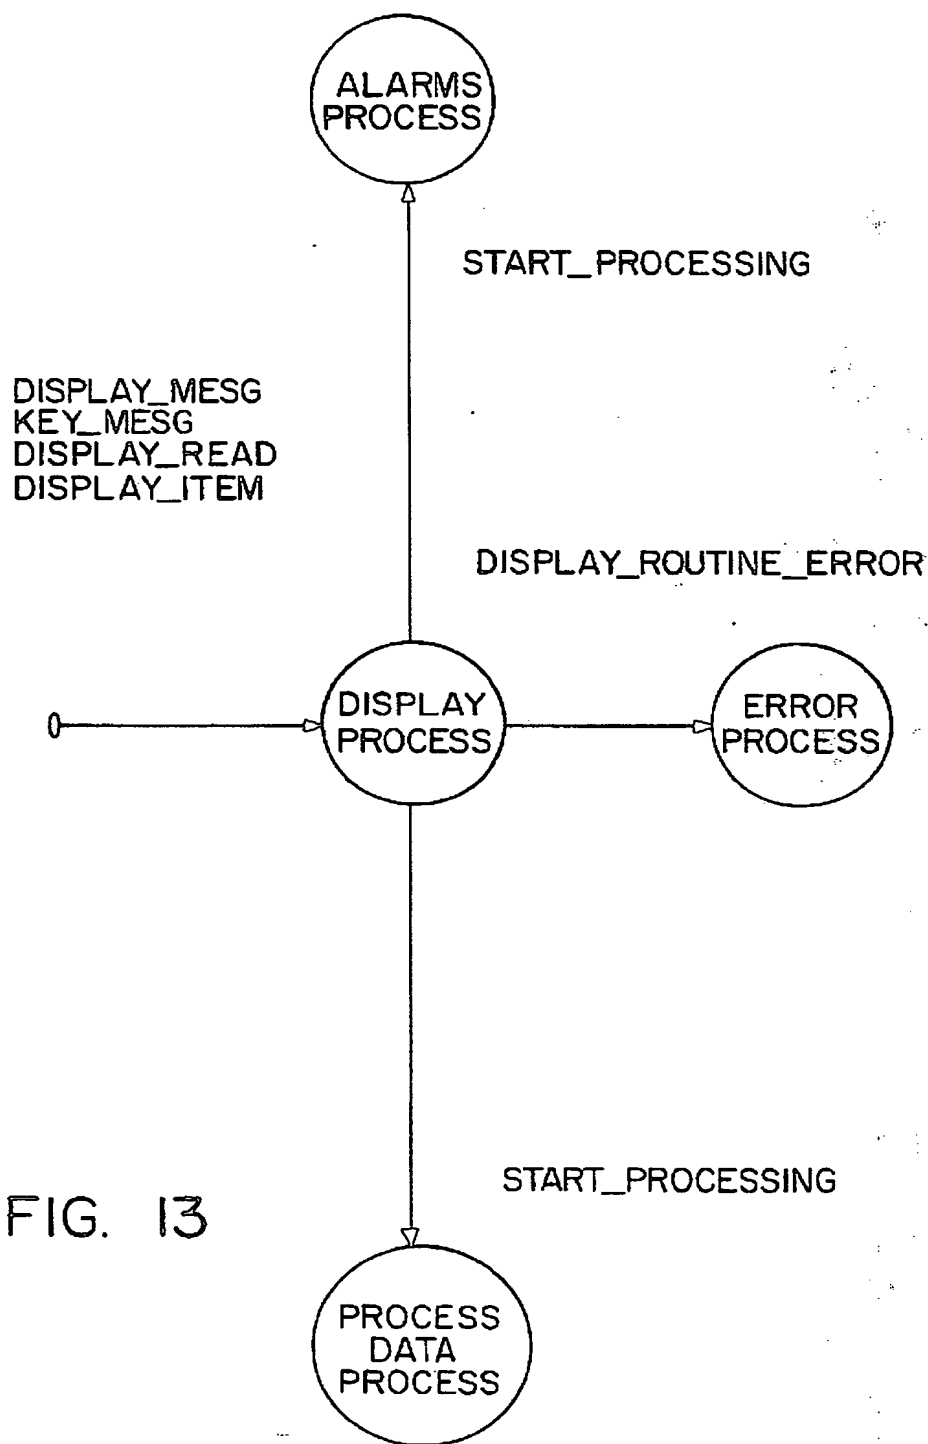 ALARMS
PROCESS
START_PROCESSING
DISPLAY_MESG
KEY_MESG
DISPLAY_READ
DISPLAY_ITEM
DISPLAY_ROUTINE_ERROR
DISPLAY
PROCESS
ERROR
PROCESS
START_PROCESSING
FIG. 13
PROCESS
DATA
PROCESS